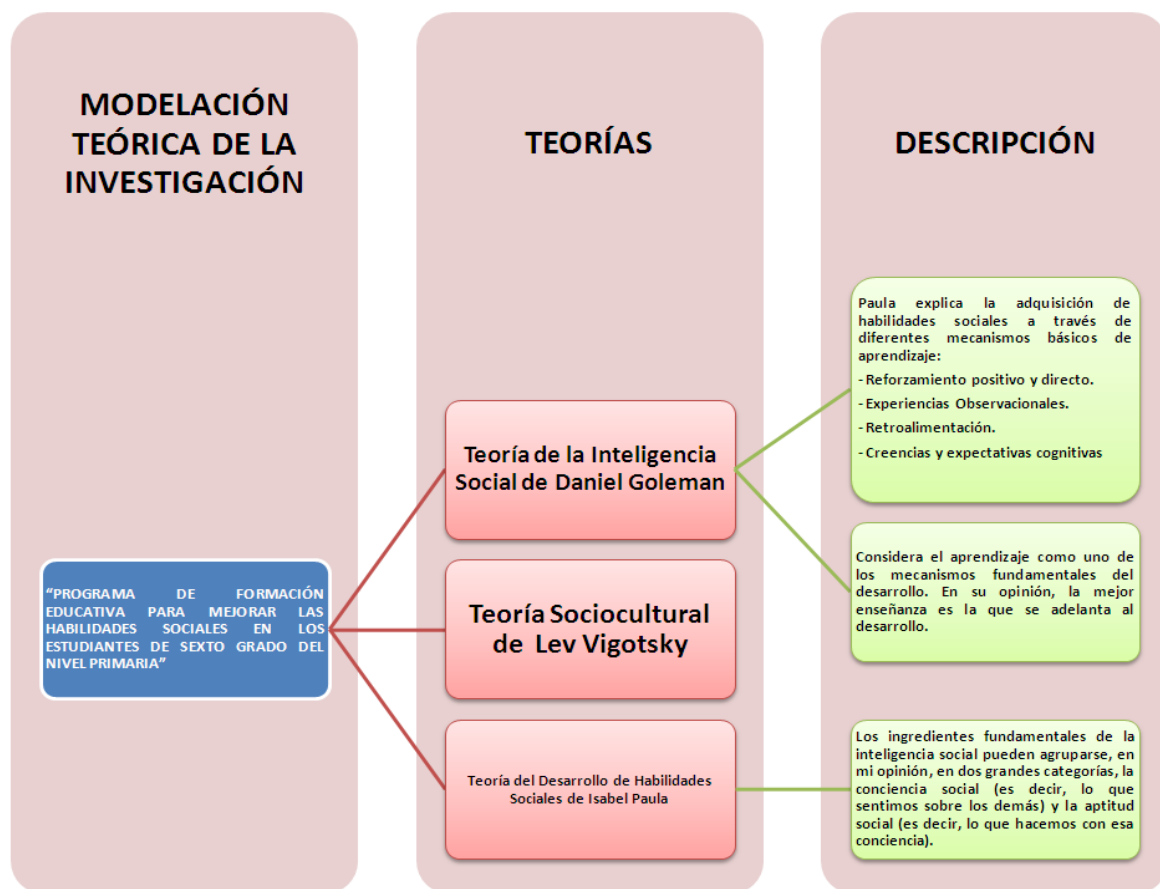 MODELACIÓN
TEÓRICA DE LA
INVESTIGACIÓN
"PROGRAMA DE FORMACIÓN
EDUCATIVA PARA MEJORAR LAS
HABILIDADES SOCIALES EN LOS
ESTUDIANTES DE SEXTO GRADO DEL
NIVEL PRIMARIA"
TEORÍAS
Teoría de la Inteligencia
Social de Daniel Goleman
Teoría Sociocultural
de Lev Vigotsky
Teoría del Desarrollo de Habilidades
Sociales de Isabel Paula
DESCRIPCIÓN
Paula explica la adquisición de
habilidades sociales a través de
diferentes mecanismos básicos de
aprendizaje:
- Reforzamiento positivo y directo.
- Experiencias Observacionales.
- Retroalimentación.
- Creencias y expectativas cognitivas
Considera el aprendizaje como uno de
los mecanismos fundamentales del
desarrollo. En su opinión, la mejor
enseñanza es la que se adelanta al
desarrollo.
Los ingredientes fundamentales de la
inteligencia social pueden agruparse, en
mi opinión, en dos grandes categorías, la
conciencia social (es decir, lo que
sentimos sobre los demás) y la aptitud
social (es decir, lo que hacemos con esa
conciencia).